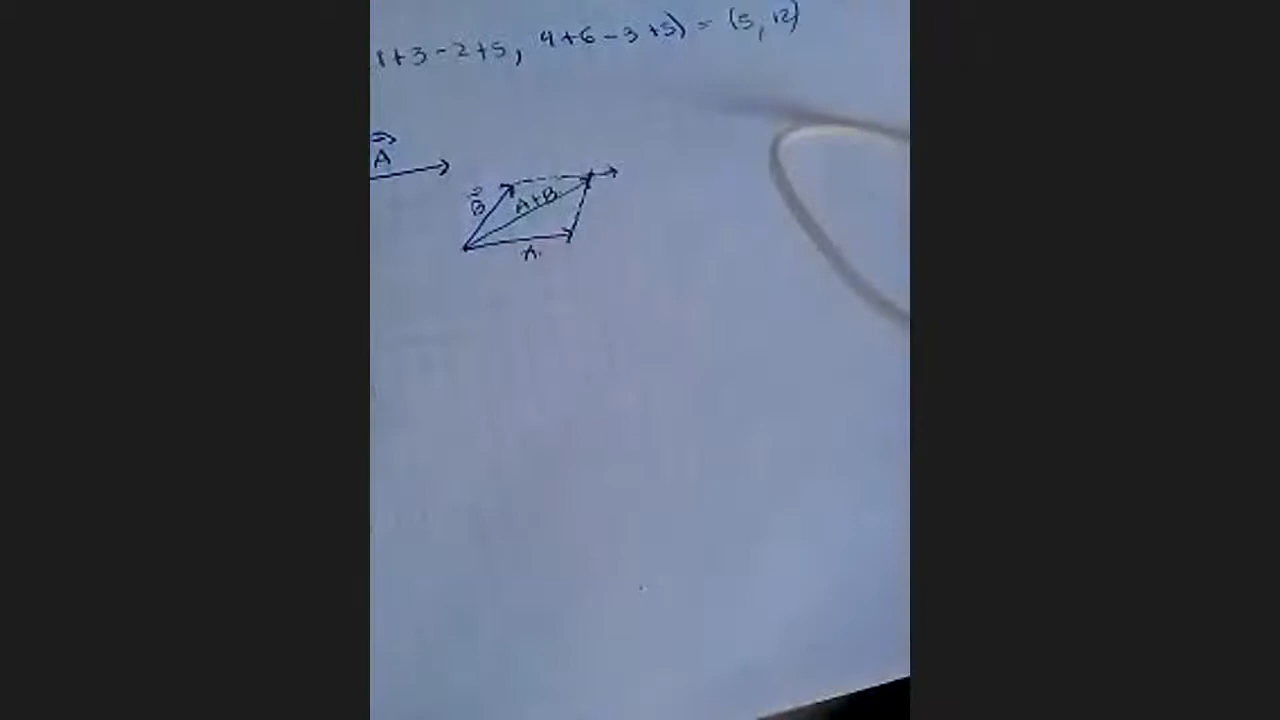 1+3-2+5, 4+6-3+5) = (5, 12)
A
B
A+B
A